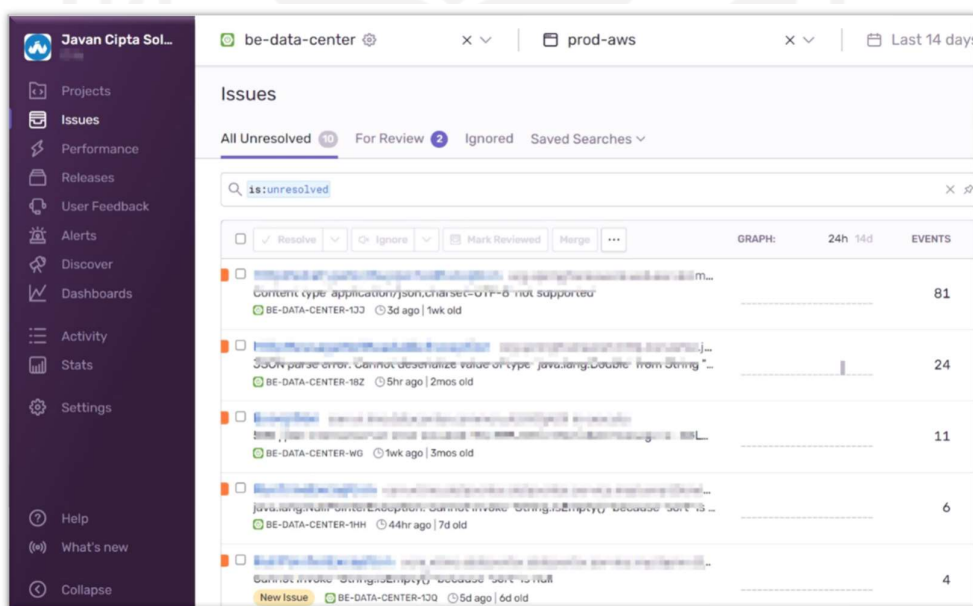 Javan Cipta Sol...
Projects
Issues
Performance
Releases
User Feedback
Alerts
Discover
Dashboards
Activity
Stats
Settings
Help
What's new
Collapse
be-data-center
prod-aws
Last 14 days
Issues
All Unresolved 10 For Review 2 Ignored Saved Searches
is:unresolved
Resolve Ignore Mark Reviewed Merge ... GRAPH: 24h 14d EVENTS
m...
Content type 'application/json;charset=UTF-8' not supported
81
BE-DATA-CENTER-1JJ 3d ago | 1wk old
.j...
JSON parse error: Cannot deserialize value of type `java.lang.Double` from String "...
24
BE-DATA-CENTER-18Z 5hr ago | 2mos old
11
BE-DATA-CENTER-WG 1wk ago | 3mos old
java.lang.NullPointerException: Cannot invoke "String.isEmpty()" because "sort" is ...
6
BE-DATA-CENTER-1HH 44hr ago | 7d old
Cannot invoke "String.isEmpty()" because "sort" is null
4
New Issue BE-DATA-CENTER-1JQ 5d ago | 6d old